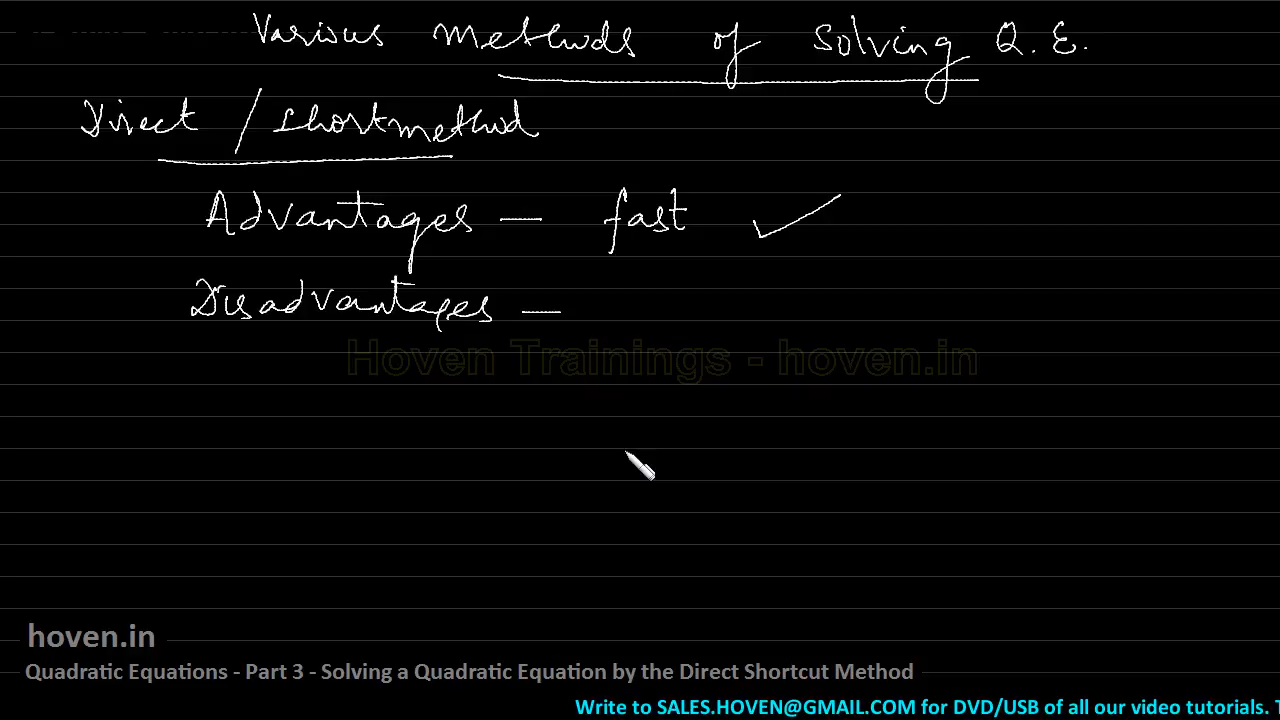 Various methods of solving Q.E.
Direct / Shortmethod
Advantages — fast ✓
Disadvantages —
Hoven Trainings - hoven.in
hoven.in
Quadratic Equations - Part 3 - Solving a Quadratic Equation by the Direct Shortcut Method
Write to SALES.HOVEN@GMAIL.COM for DVD/USB of all our video tutorials. T